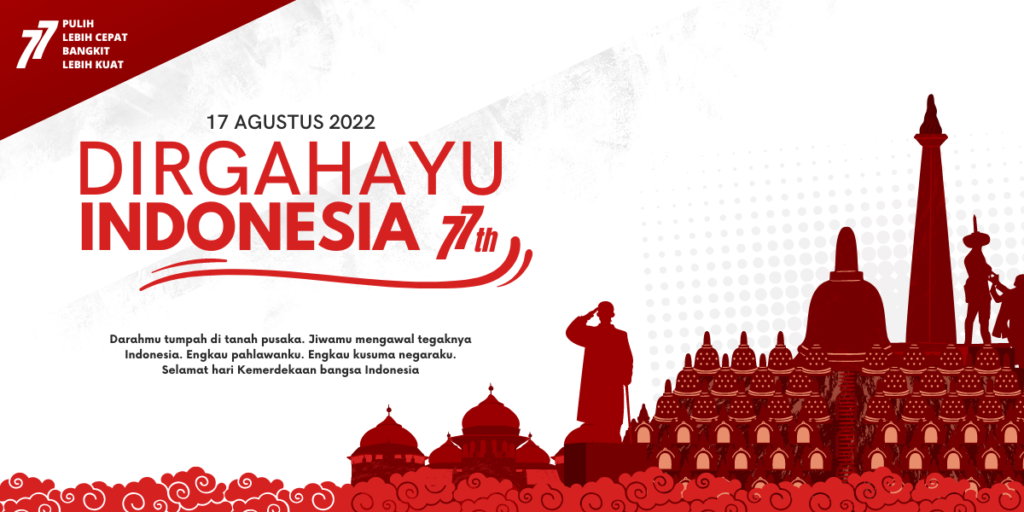 77
PULIH
LEBIH CEPAT
BANGKIT
LEBIH KUAT
17 AGUSTUS 2022
DIRGAHAYU
INDONESIA 77th
Darahmu tumpah di tanah pusaka. Jiwamu mengawal tegaknya
Indonesia. Engkau pahlawanku. Engkau kusuma negaraku.
Selamat hari Kemerdekaan bangsa Indonesia